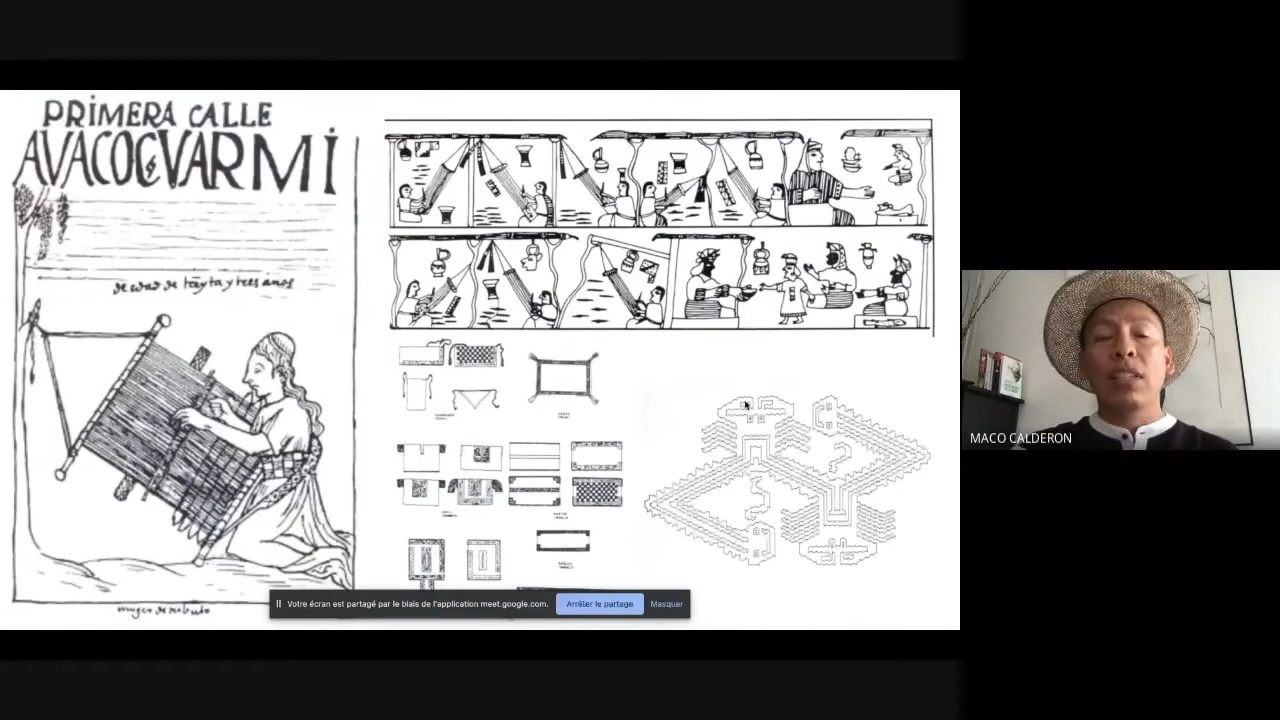 PRIMERA CALLE
AVACOCVARMI
de edad de treynta y tres años
muger de tributo
Votre écran est partagé par le biais de l'application meet.google.com.
Arrêter le partage
Masquer
MACO CALDERON